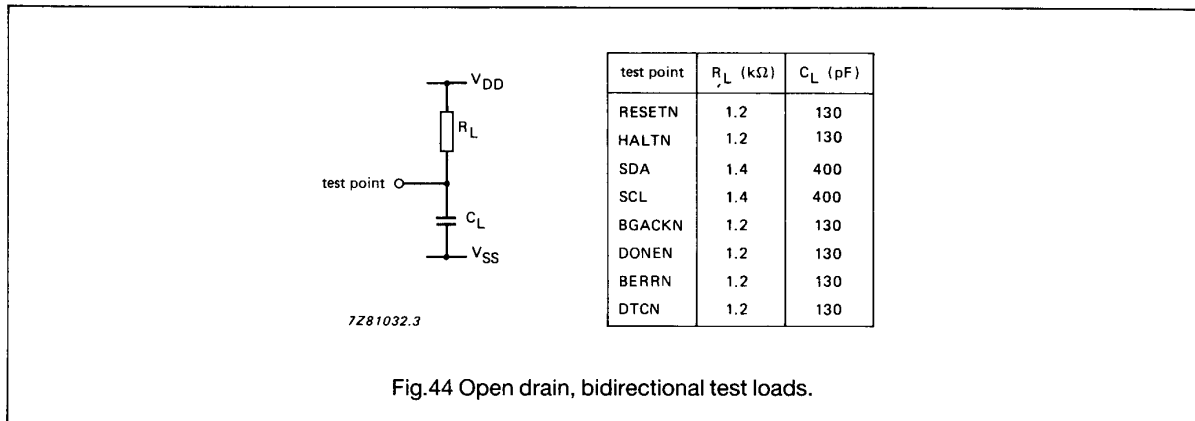 V_DD
R_L
test point
C_L
V_SS
7Z81032.3
test point R_L (kΩ) C_L (pF)
RESETN 1.2 130
HALTN 1.2 130
SDA 1.4 400
SCL 1.4 400
BGACKN 1.2 130
DONEN 1.2 130
BERRN 1.2 130
DTCN 1.2 130
Fig.44 Open drain, bidirectional test loads.